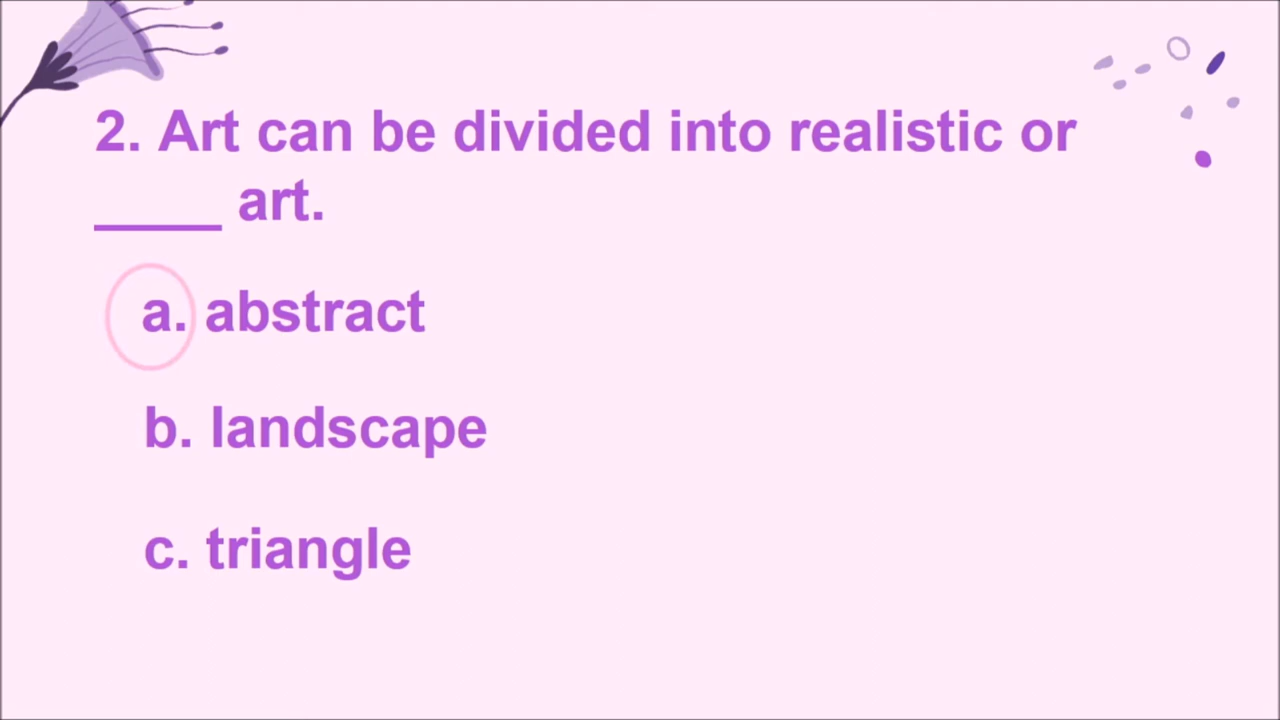 2. Art can be divided into realistic or
_____ art.
a. abstract
b. landscape
c. triangle